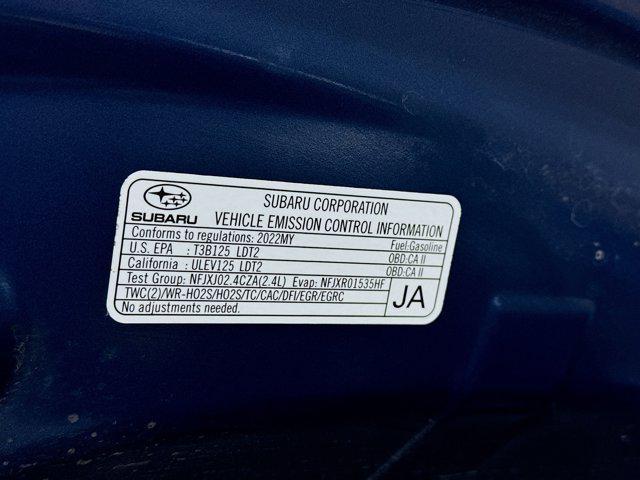 SUBARU
SUBARU CORPORATION
VEHICLE EMISSION CONTROL INFORMATION
Conforms to regulations: 2022MY Fuel:Gasoline
U.S. EPA : T3B125 LDT2 OBD:CA II
California : ULEV125 LDT2 OBD:CA II
Test Group: NFJXJ02.4CZA(2.4L) Evap: NFJXR01535HF
TWC(2)/WR-HO2S/HO2S/TC/CAC/DFI/EGR/EGRC
No adjustments needed.
JA